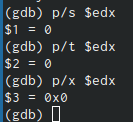 (gdb) p/s $edx
$1 = 0
(gdb) p/t $edx
$2 = 0
(gdb) p/x $edx
$3 = 0x0
(gdb)